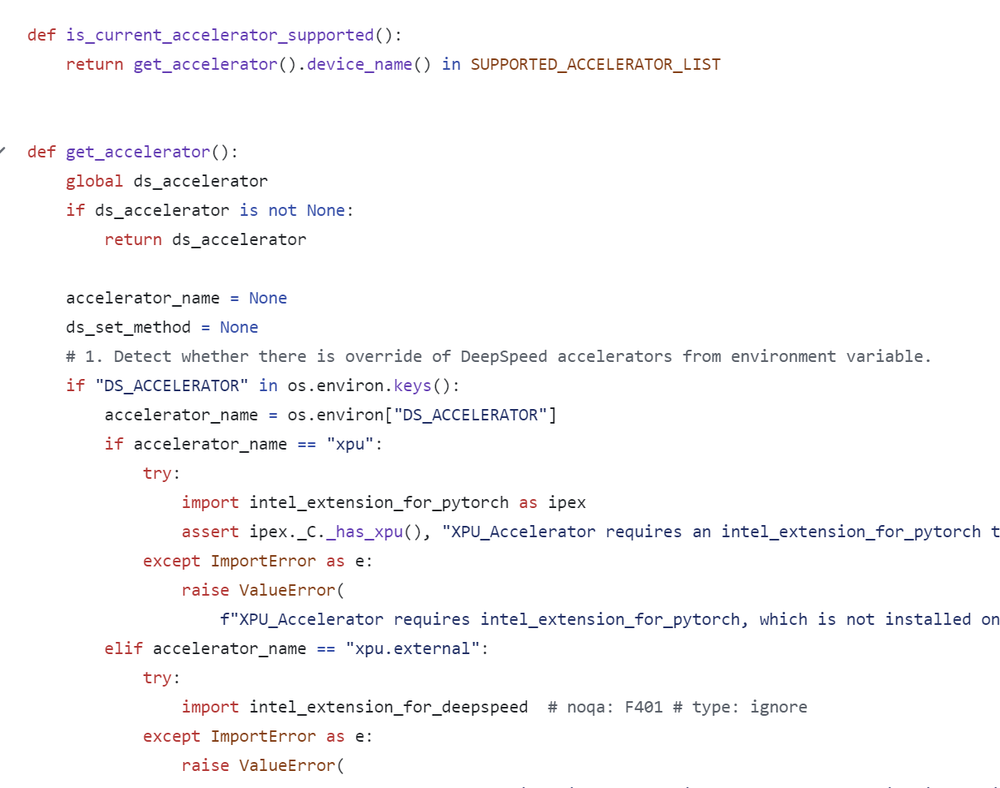 def is_current_accelerator_supported():
    return get_accelerator().device_name() in SUPPORTED_ACCELERATOR_LIST
def get_accelerator():
    global ds_accelerator
    if ds_accelerator is not None:
        return ds_accelerator
    accelerator_name = None
    ds_set_method = None
    # 1. Detect whether there is override of DeepSpeed accelerators from environment variable.
    if "DS_ACCELERATOR" in os.environ.keys():
        accelerator_name = os.environ["DS_ACCELERATOR"]
        if accelerator_name == "xpu":
            try:
                import intel_extension_for_pytorch as ipex
                assert ipex._C._has_xpu(), "XPU_Accelerator requires an intel_extension_for_pytorch t
            except ImportError as e:
                raise ValueError(
                    f"XPU_Accelerator requires intel_extension_for_pytorch, which is not installed on
        elif accelerator_name == "xpu.external":
            try:
                import intel_extension_for_deepspeed  # noqa: F401 # type: ignore
            except ImportError as e:
                raise ValueError(